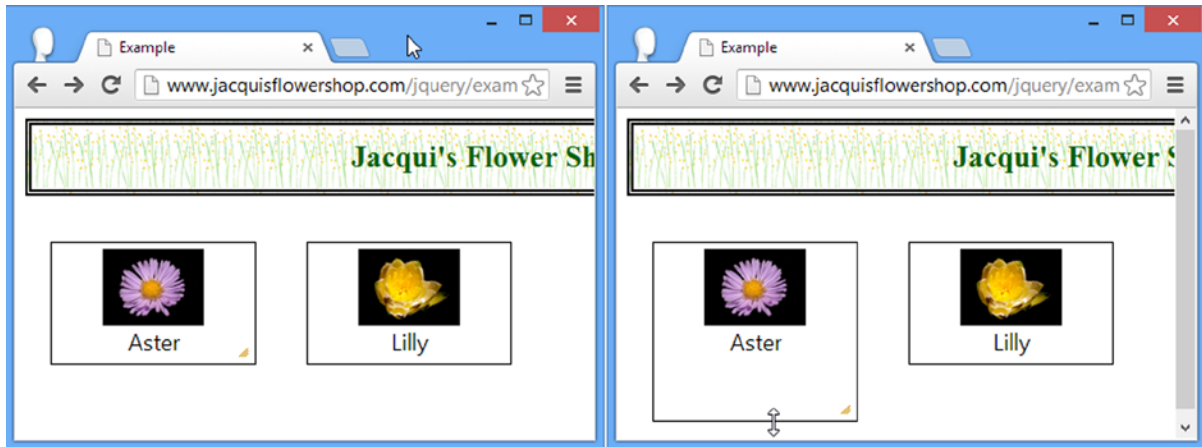 Example
www.jacquisflowershop.com/jquery/exam
Jacqui's Flower Sh
Aster
Lilly
Example
www.jacquisflowershop.com/jquery/exam
Jacqui's Flower S
Aster
Lilly